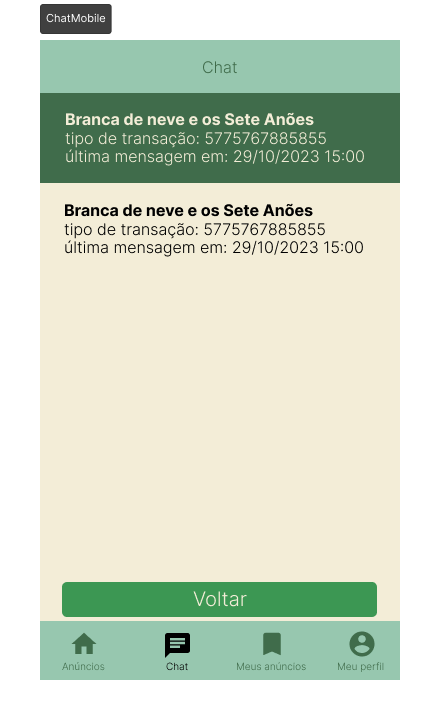 ChatMobile
Chat
Branca de neve e os Sete Anões
tipo de transação: 5775767885855
última mensagem em: 29/10/2023 15:00
Branca de neve e os Sete Anões
tipo de transação: 5775767885855
última mensagem em: 29/10/2023 15:00
Voltar
Anúncios Chat Meus anúncios Meu perfil